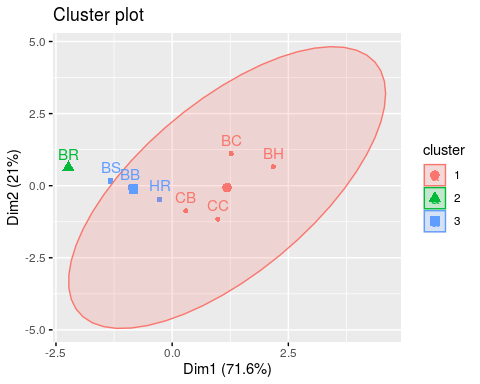 Cluster plot
5.0
2.5
0.0
-2.5
-5.0
Dim2 (21%)
BR
BS
BB
HR
BC
BH
CB
CC
-2.5
0.0
2.5
Dim1 (71.6%)
cluster
1
2
3